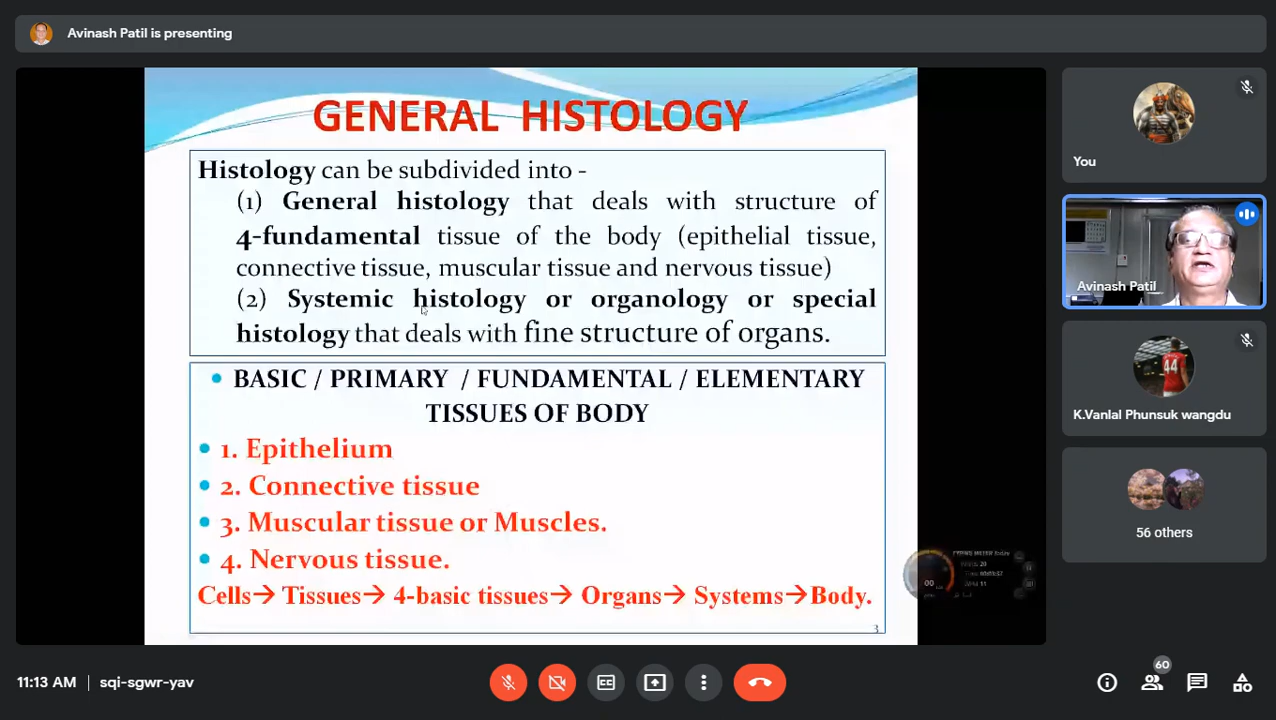 Avinash Patil is presenting
GENERAL HISTOLOGY
Histology can be subdivided into -
(1) General histology that deals with structure of
4-fundamental tissue of the body (epithelial tissue,
connective tissue, muscular tissue and nervous tissue)
(2) Systemic histology or organology or special
histology that deals with fine structure of organs.
• BASIC / PRIMARY / FUNDAMENTAL / ELEMENTARY
TISSUES OF BODY
• 1. Epithelium
• 2. Connective tissue
• 3. Muscular tissue or Muscles.
• 4. Nervous tissue.
Cells→ Tissues→ 4-basic tissues→ Organs→ Systems→Body.
3
You
Avinash Patil
44
K.Vanlal Phunsuk wangdu
56 others
00
11:13 AM | sqi-sgwr-yav
CC
60